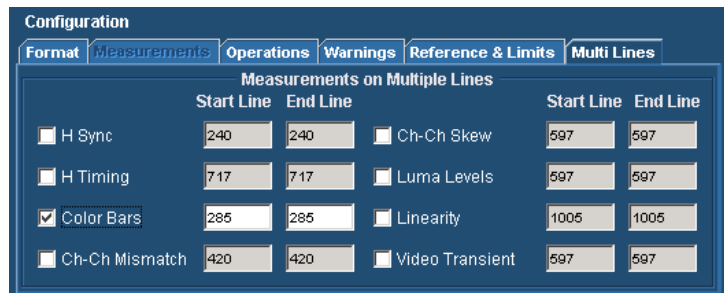 Configuration
Format Measurements Operations Warnings Reference & Limits Multi Lines
Measurements on Multiple Lines
Start Line End Line Start Line End Line
H Sync 240 240 Ch-Ch Skew 597 597
H Timing 717 717 Luma Levels 597 597
Color Bars 285 285 Linearity 1005 1005
Ch-Ch Mismatch 420 420 Video Transient 597 597